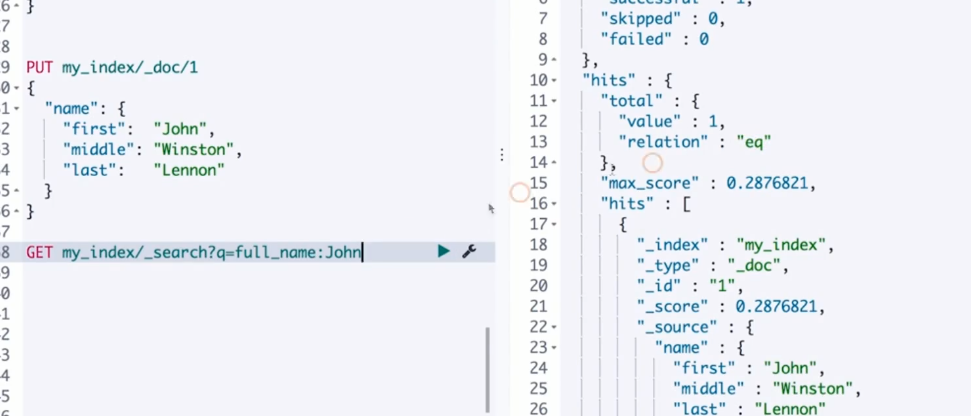 6 }
7
8
9 PUT my_index/_doc/1
0 {
1 "name": {
2 "first": "John",
3 "middle": "Winston",
4 "last": "Lennon"
5 }
6 }
7
8 GET my_index/_search?q=full_name:John
9
0
1
2
3
4
5
"successful" : 1,
7 "skipped" : 0,
8 "failed" : 0
9 },
10 "hits" : {
11 "total" : {
12 "value" : 1,
13 "relation" : "eq"
14 },
15 "max_score" : 0.2876821,
16 "hits" : [
17 {
18 "_index" : "my_index",
19 "_type" : "_doc",
20 "_id" : "1",
21 "_score" : 0.2876821,
22 "_source" : {
23 "name" : {
24 "first" : "John",
25 "middle" : "Winston",
26 "last" : "Lennon"